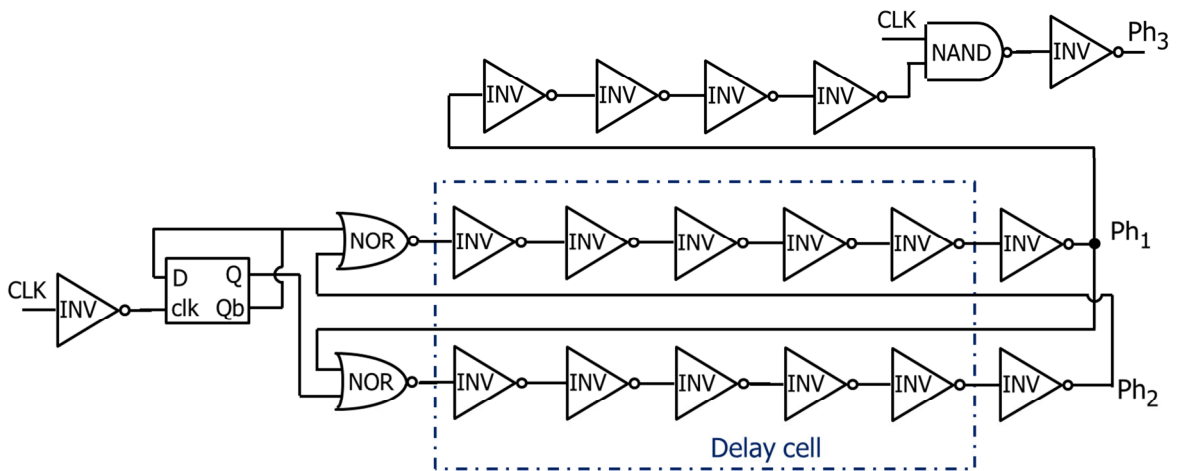 CLK
NAND
INV
Ph3
INV
INV
INV
INV
NOR
INV
INV
INV
INV
INV
INV
Ph1
CLK
INV
D
Q
clk
Qb
NOR
INV
INV
INV
INV
INV
INV
Ph2
Delay cell